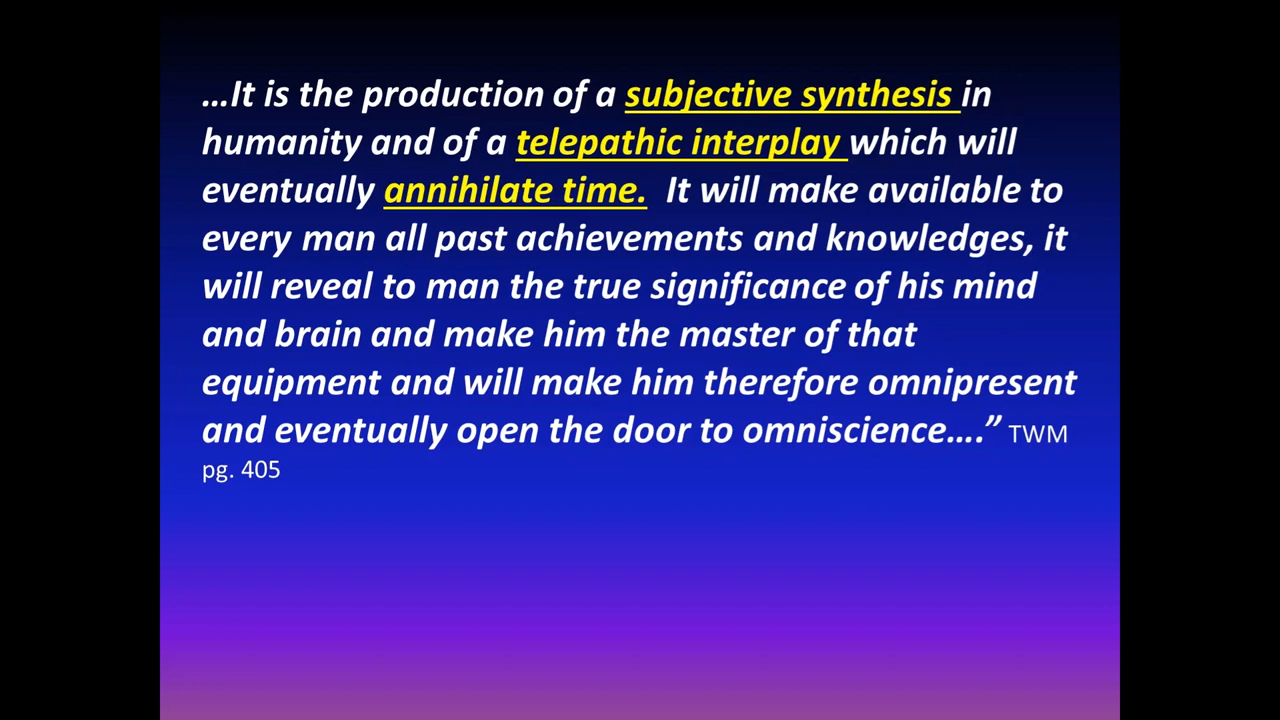 …It is the production of a subjective synthesis in
humanity and of a telepathic interplay which will
eventually annihilate time.  It will make available to
every man all past achievements and knowledges, it
will reveal to man the true significance of his mind
and brain and make him the master of that
equipment and will make him therefore omnipresent
and eventually open the door to omniscience….” TWM
pg. 405